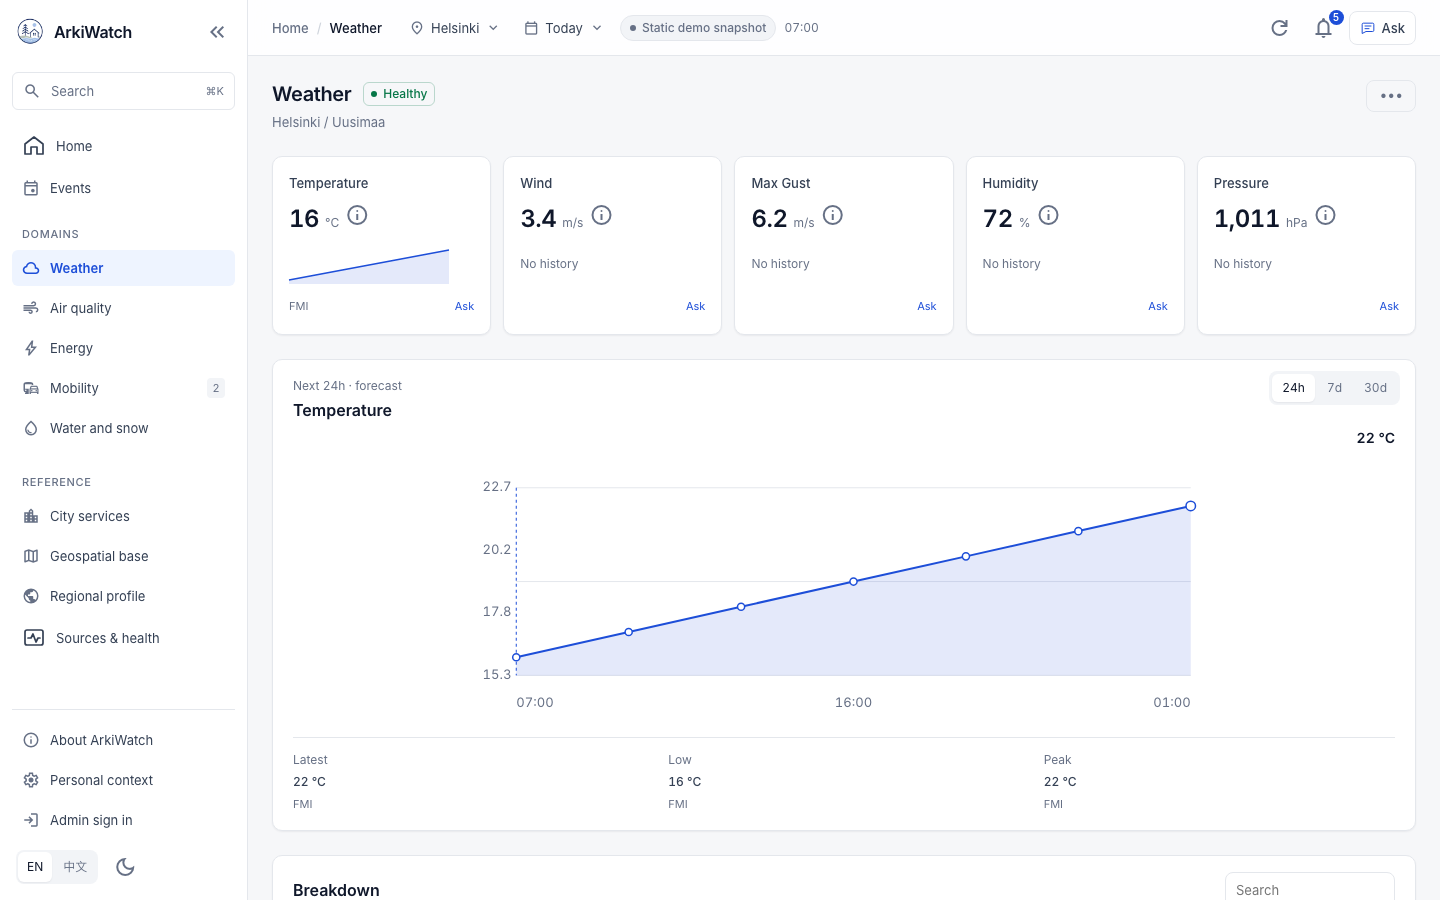 ArkiWatch
Search ⌘K
Home
Events
DOMAINS
Weather
Air quality
Energy
Mobility 2
Water and snow
REFERENCE
City services
Geospatial base
Regional profile
Sources & health
About ArkiWatch
Personal context
Admin sign in
EN 中文
Home / Weather Helsinki Today Static demo snapshot 07:00 5 Ask
Weather Healthy
Helsinki / Uusimaa
Temperature
16 °C
FMI Ask
Wind
3.4 m/s
No history
Ask
Max Gust
6.2 m/s
No history
Ask
Humidity
72 %
No history
Ask
Pressure
1,011 hPa
No history
Ask
Next 24h · forecast
Temperature
24h 7d 30d
22 °C
22.7
20.2
17.8
15.3
07:00 16:00 01:00
Latest
22 °C
FMI
Low
16 °C
FMI
Peak
22 °C
FMI
Breakdown
Search